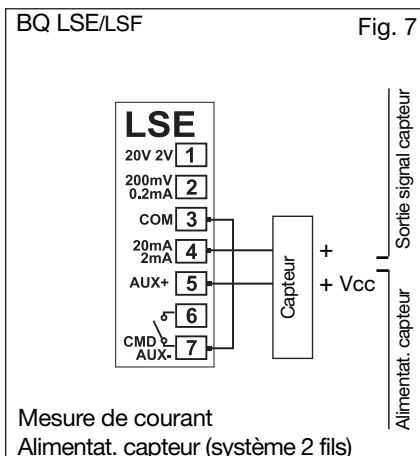 BQ LSE/LSF
Fig. 7
LSE
20V 2V 1
200mV
0.2mA 2
COM 3
20mA
2mA 4
AUX+ 5
6
CMD
AUX- 7
Capteur
+
+ Vcc
Sortie signal capteur
Alimentat. capteur
Mesure de courant
Alimentat. capteur (système 2 fils)